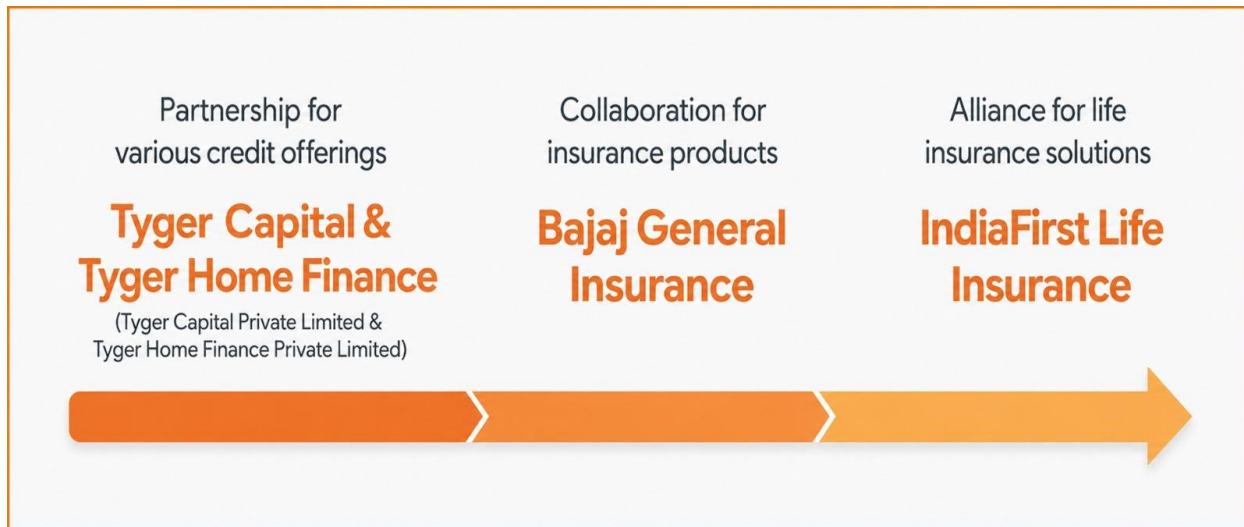 Partnership for
various credit offerings
Tyger Capital &
Tyger Home Finance
(Tyger Capital Private Limited &
Tyger Home Finance Private Limited)
Collaboration for
insurance products
Bajaj General
Insurance
Alliance for life
insurance solutions
IndiaFirst Life
Insurance